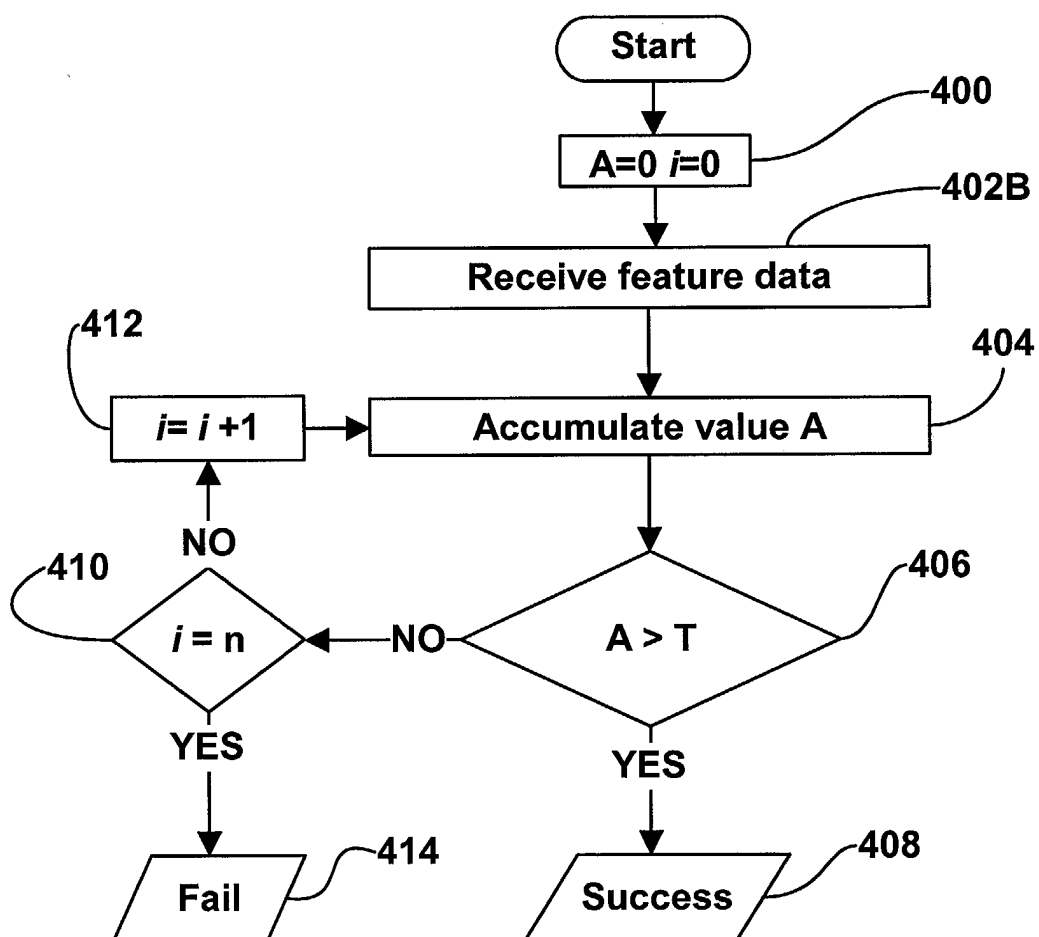 Start
400
A=0 i=0
402B
Receive feature data
412
404
i= i +1
Accumulate value A
NO
410
406
i = n
NO
A > T
YES
YES
414
408
Fail
Success